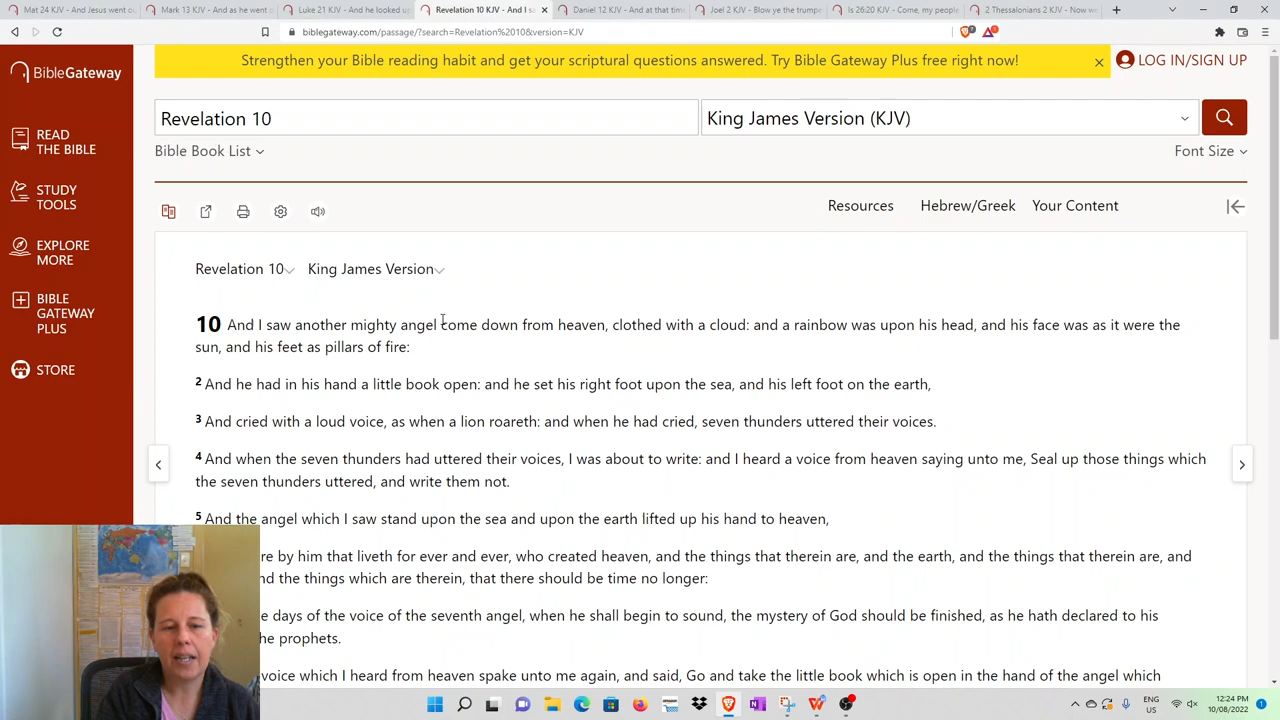 Mat 24 KJV - And Jesus went ou
Mark 13 KJV - And as he went o
Luke 21 KJV - And he looked up
Revelation 10 KJV - And I sa
Daniel 12 KJV - And at that time
Joel 2 KJV - Blow ye the trumpe
Is 26:20 KJV - Come, my people
2 Thessalonians 2 KJV - Now we
biblegateway.com/passage/?search=Revelation%2010&version=KJV
BibleGateway
Strengthen your Bible reading habit and get your scriptural questions answered. Try Bible Gateway Plus free right now!
LOG IN/SIGN UP
Revelation 10
King James Version (KJV)
Bible Book List
Font Size
READ
THE BIBLE
STUDY
TOOLS
EXPLORE
MORE
BIBLE
GATEWAY
PLUS
STORE
Resources
Hebrew/Greek
Your Content
Revelation 10
King James Version
10 And I saw another mighty angel come down from heaven, clothed with a cloud: and a rainbow was upon his head, and his face was as it were the
sun, and his feet as pillars of fire:
2 And he had in his hand a little book open: and he set his right foot upon the sea, and his left foot on the earth,
3 And cried with a loud voice, as when a lion roareth: and when he had cried, seven thunders uttered their voices.
4 And when the seven thunders had uttered their voices, I was about to write: and I heard a voice from heaven saying unto me, Seal up those things which
the seven thunders uttered, and write them not.
5 And the angel which I saw stand upon the sea and upon the earth lifted up his hand to heaven,
re by him that liveth for ever and ever, who created heaven, and the things that therein are, and the earth, and the things that therein are, and
nd the things which are therein, that there should be time no longer:
e days of the voice of the seventh angel, when he shall begin to sound, the mystery of God should be finished, as he hath declared to his
he prophets.
voice which I heard from heaven spake unto me again, and said, Go and take the little book which is open in the hand of the angel which
ENG
US
12:24 PM
10/08/2022